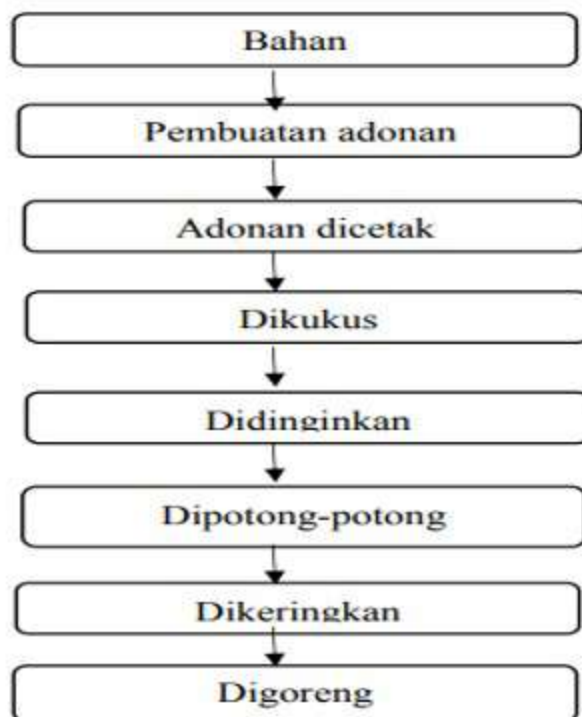 Bahan
Pembuatan adonan
Adonan dicetak
Dikukus
Didinginkan
Dipotong-potong
Dikeringkan
Digoreng